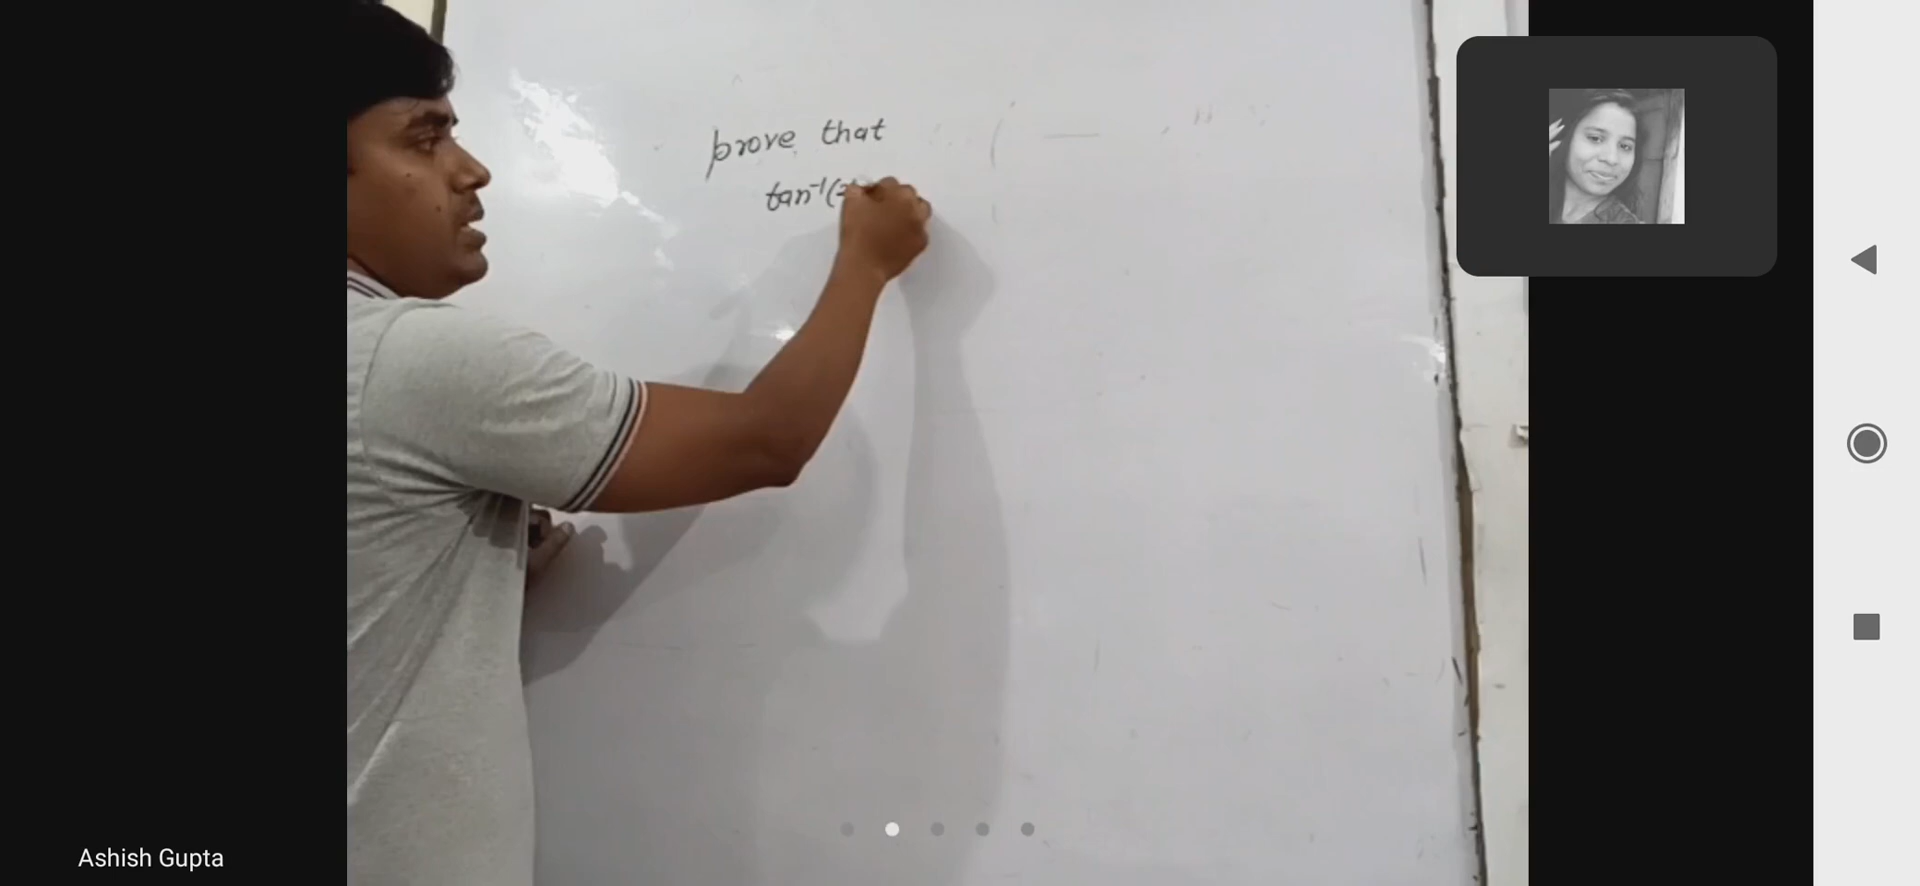 prove that
tan⁻¹(
Ashish Gupta